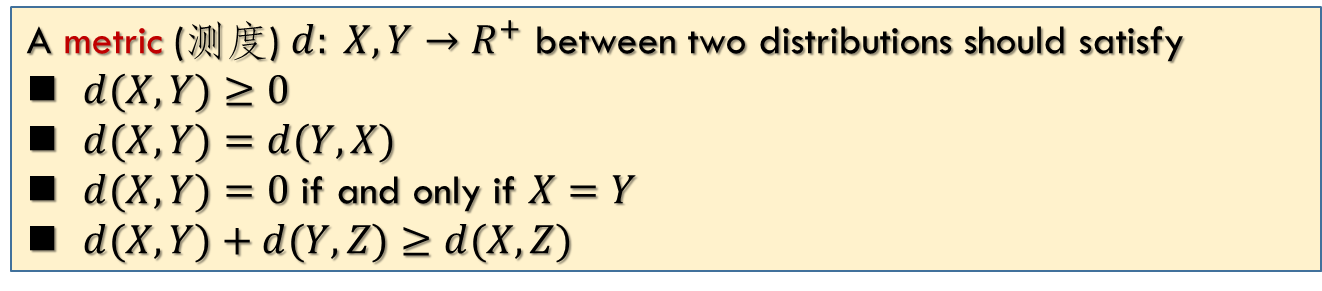 A metric (测度) d: X, Y → R⁺ between two distributions should satisfy
■ d(X, Y) ≥ 0
■ d(X, Y) = d(Y, X)
■ d(X, Y) = 0 if and only if X = Y
■ d(X, Y) + d(Y, Z) ≥ d(X, Z)